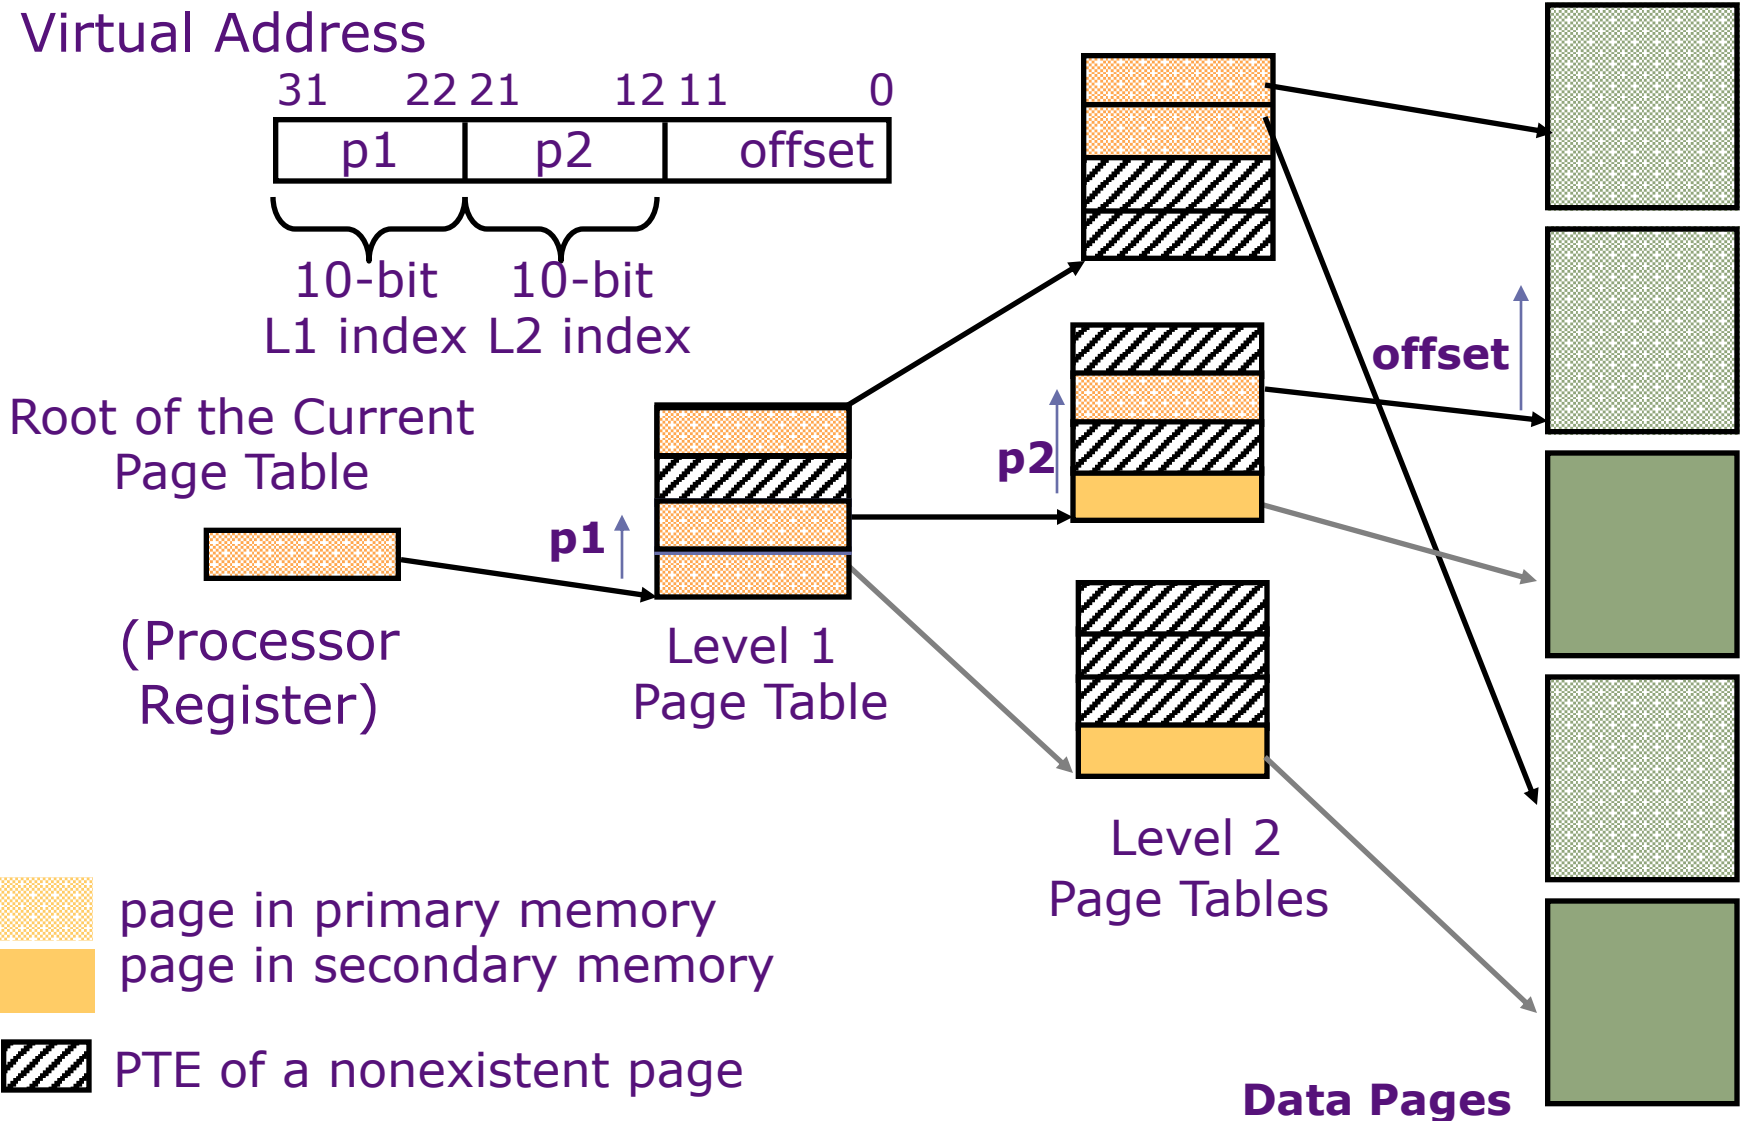 Virtual Address
31 22 21 12 11 0
p1 p2 offset
10-bit 10-bit
L1 index L2 index
Root of the Current
Page Table
(Processor
Register)
p1
Level 1
Page Table
p2
offset
Level 2
Page Tables
page in primary memory
page in secondary memory
PTE of a nonexistent page
Data Pages